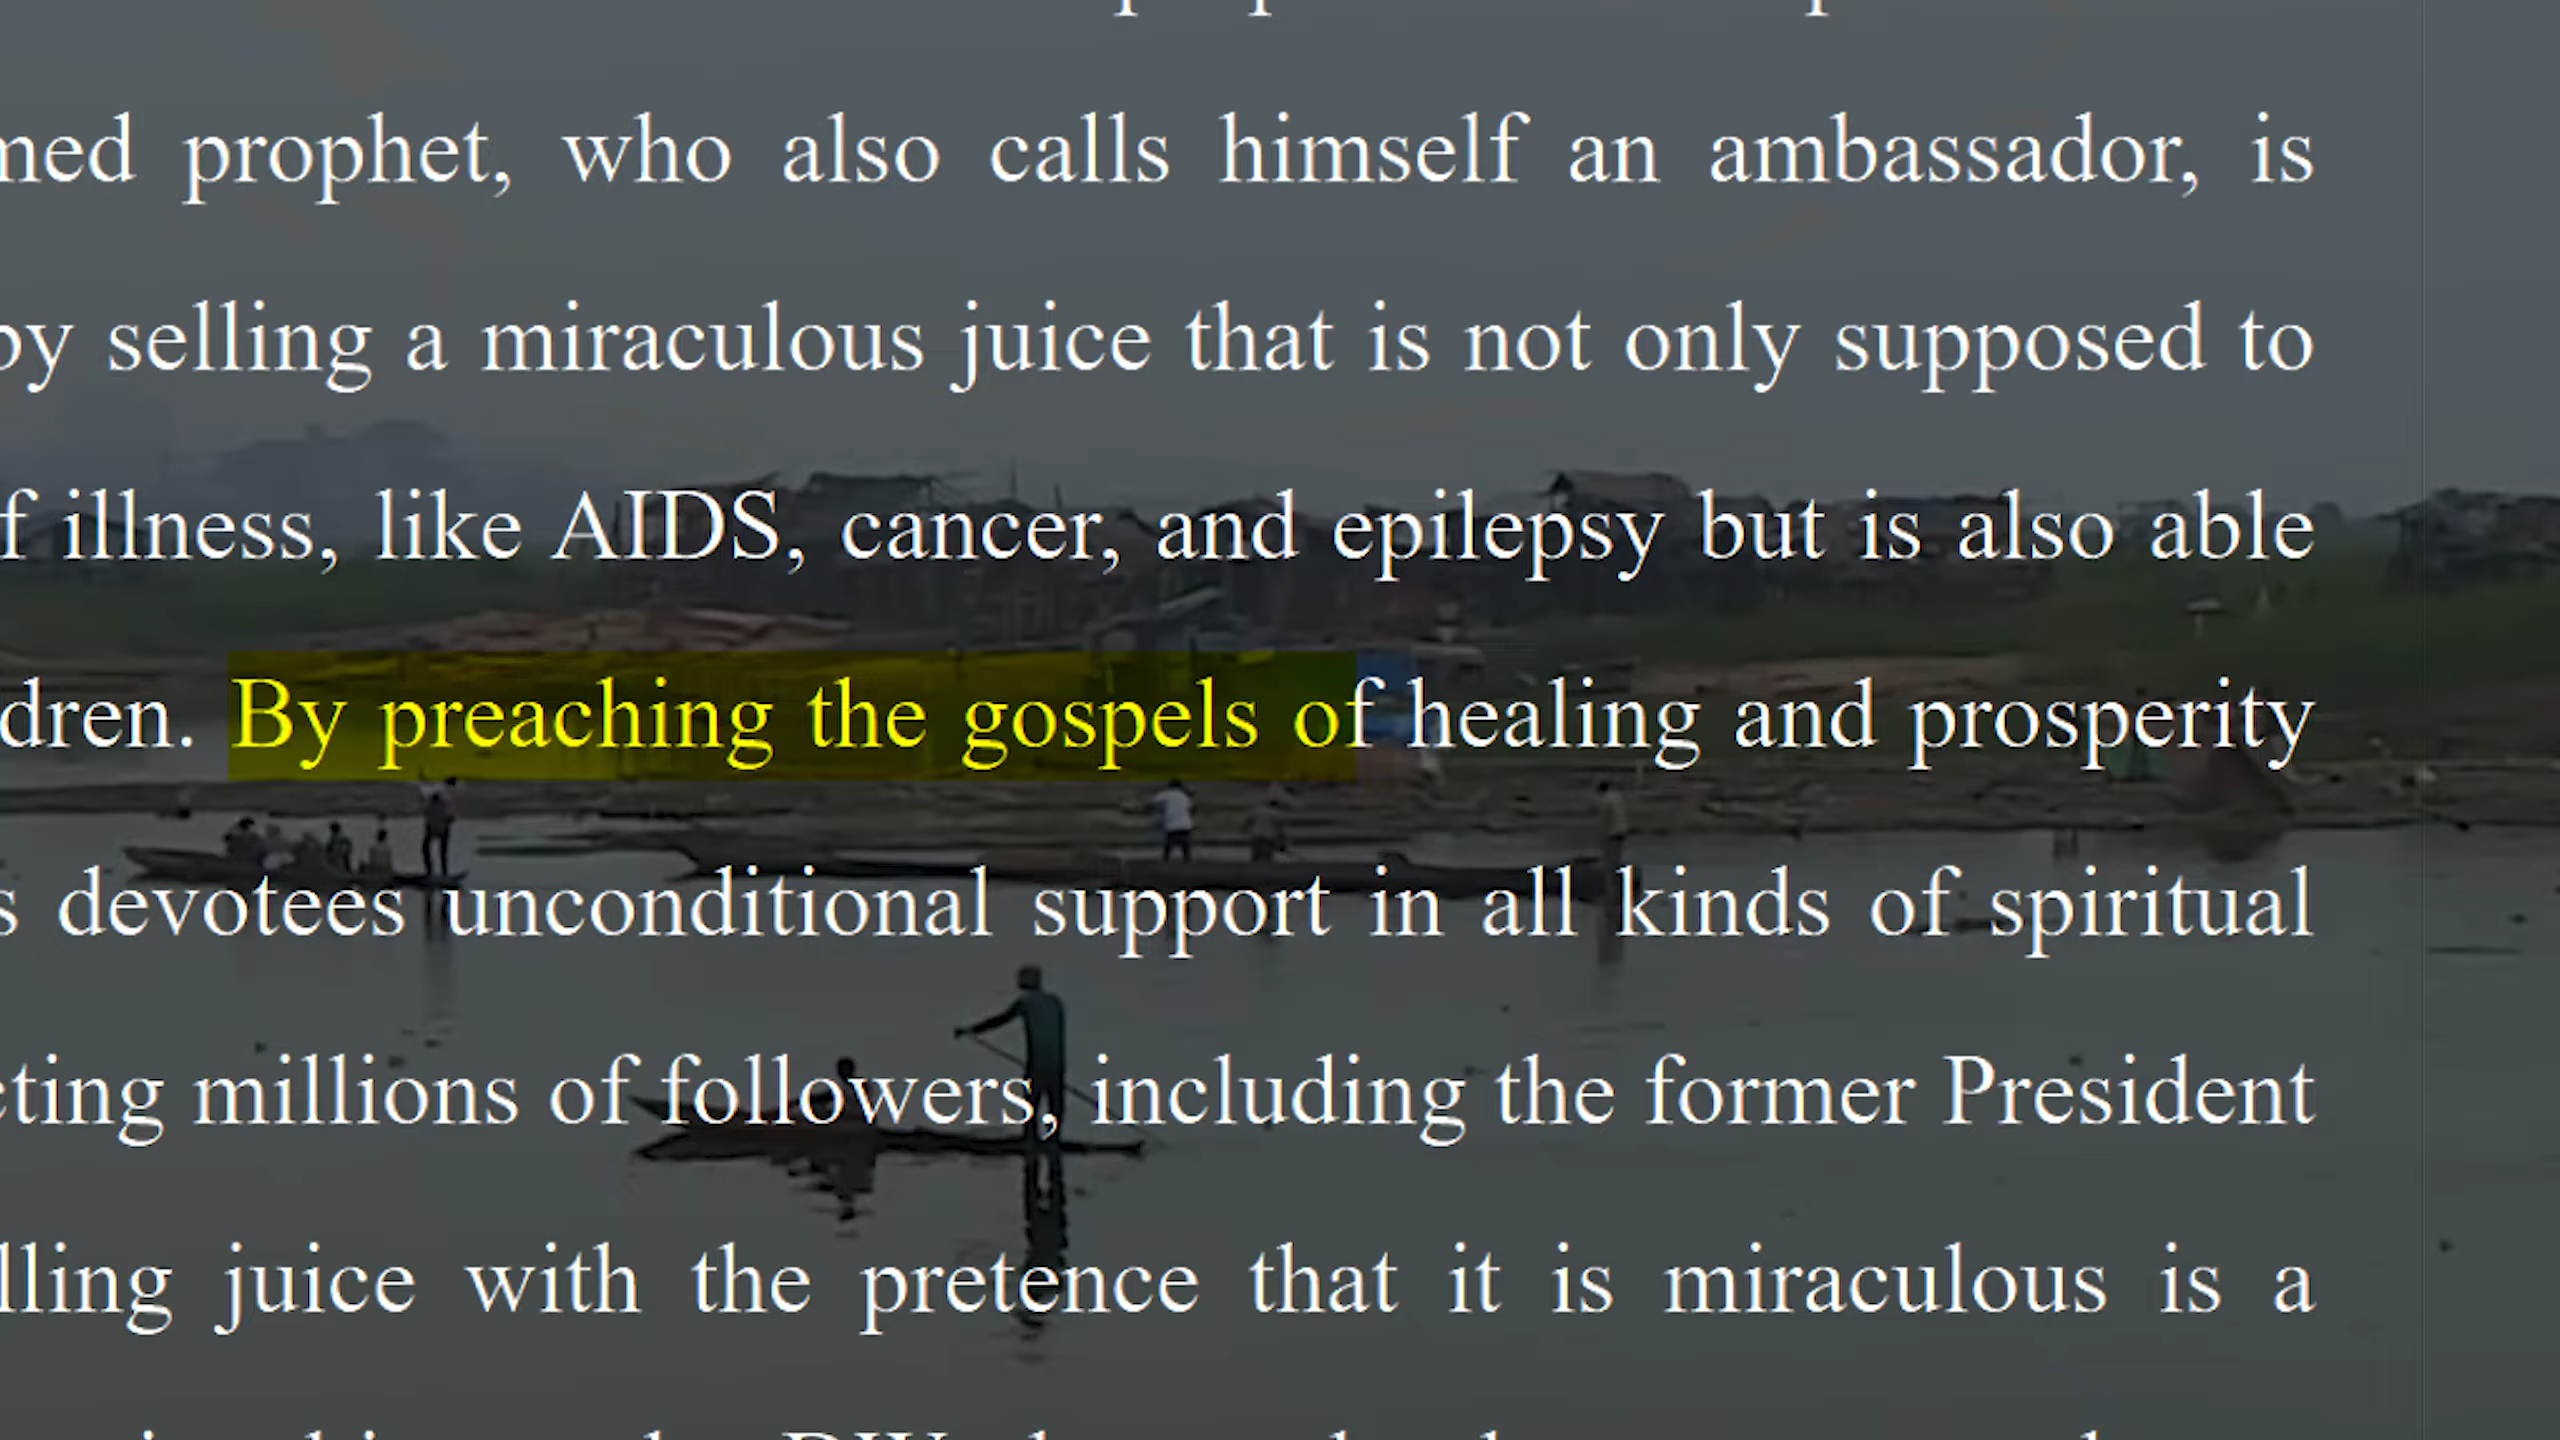 prophet, who also calls himself an ambassador, is
by selling a miraculous juice that is not only supposed to
f illness, like AIDS, cancer, and epilepsy but is also able
dren. By preaching the gospels of healing and prosperity
s devotees unconditional support in all kinds of spiritual
cting millions of followers, including the former President
lling juice with the pretence that it is miraculous is a